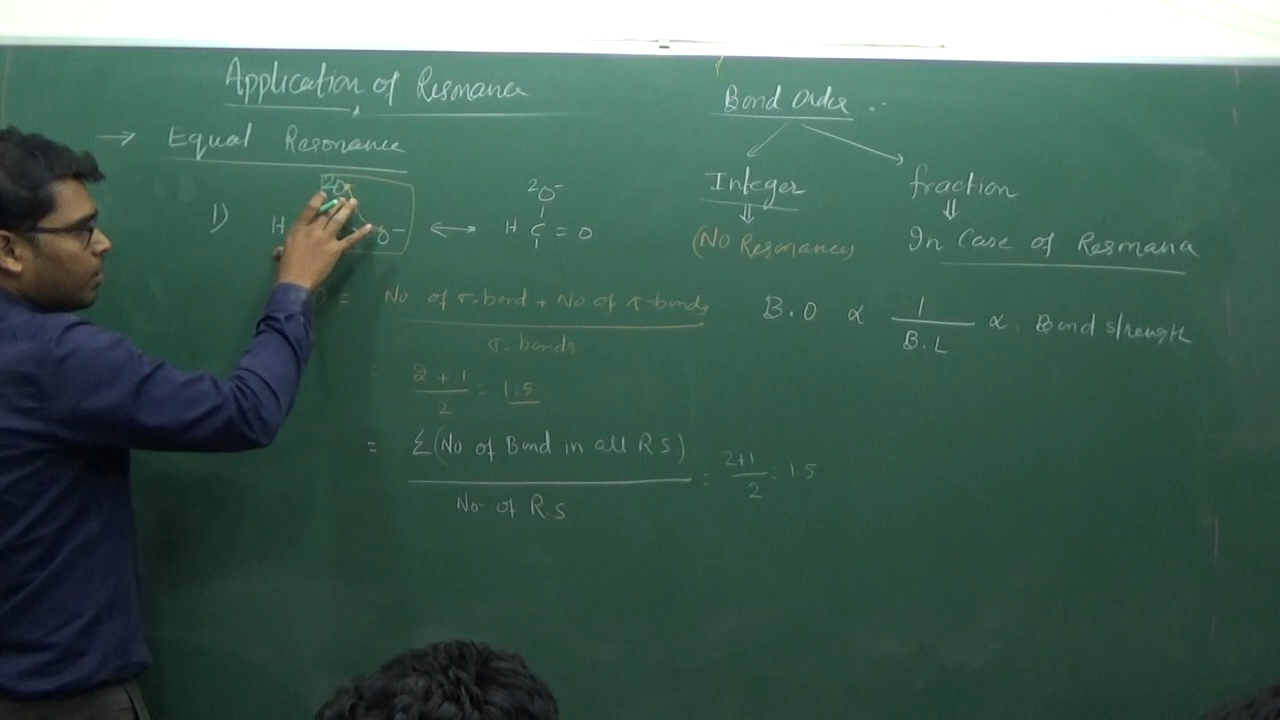 Application of Resonance
→ Equal Resonance
1)
2O
H
O-
↔
2O-
H C = O
O = No of σ-bond + No of π-bonds
σ-bonds
= 2 + 1 = 1.5
2
= Σ (No of Bond in all R S) = 2+1 = 1.5
No of R.S 2
Bond Order
Integer
⇓
(No Resonance)
fraction
⇓
In Case of Resonance
B.O ∝ 1 ∝ Bond strength
B.L